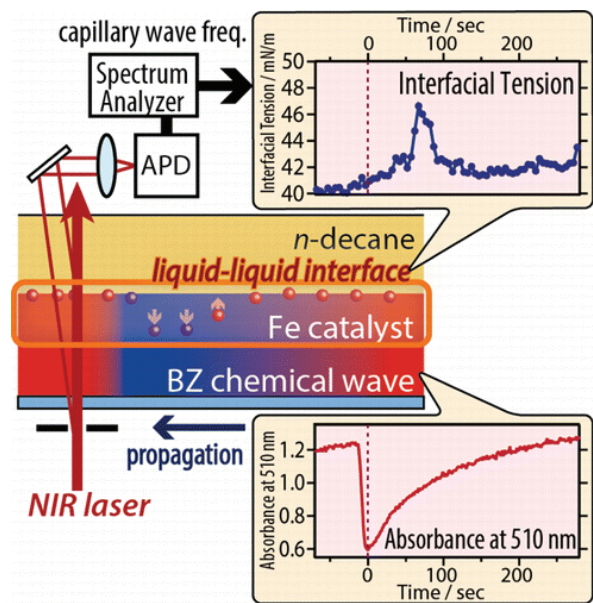 capillary wave freq.
Spectrum
Analyzer
APD
Time / sec
0
200
50
48
46
44
42
40
Interfacial Tension / mN/m
Interfacial Tension
n-decane
liquid-liquid interface
Fe catalyst
BZ chemical wave
propagation
NIR laser
1.2
1.0
0.8
0.6
Absorbance at 510 nm
Absorbance at 510 nm
0
100
200
Time / sec